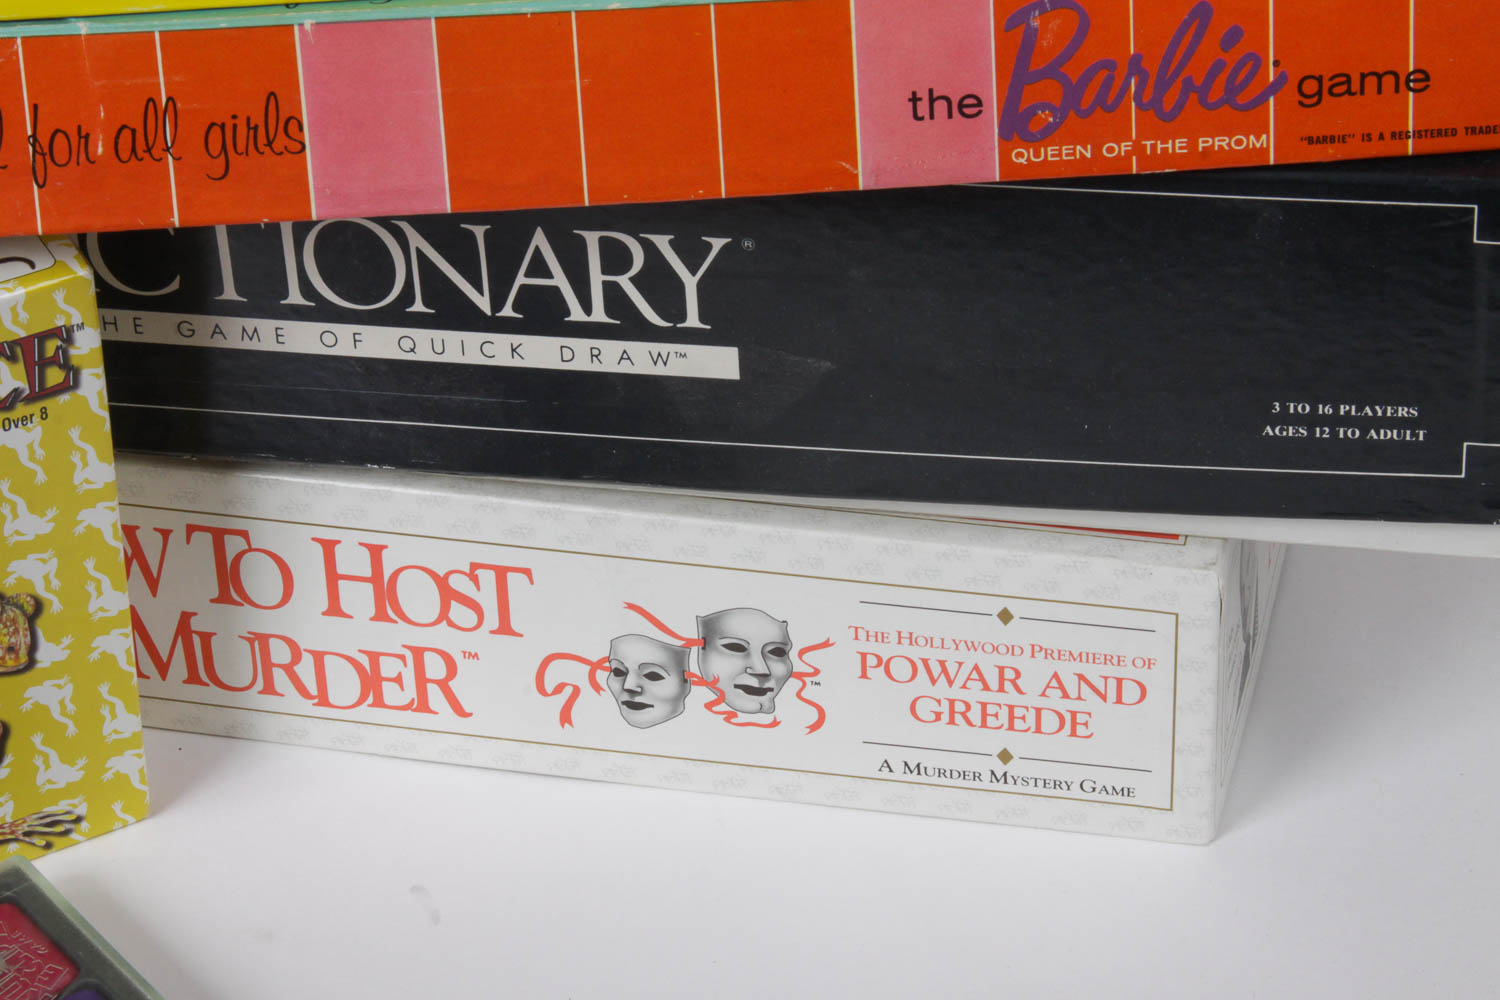 for all girls
the Barbie® game
QUEEN OF THE PROM
"BARBIE" IS A REGISTERED TRADE
CTIONARY®
HE GAME OF QUICK DRAW™
3 TO 16 PLAYERS
AGES 12 TO ADULT
CE™
Over 8
W TO HOST
MURDER™
THE HOLLYWOOD PREMIERE OF
POWAR AND
GREEDE
A MURDER MYSTERY GAME